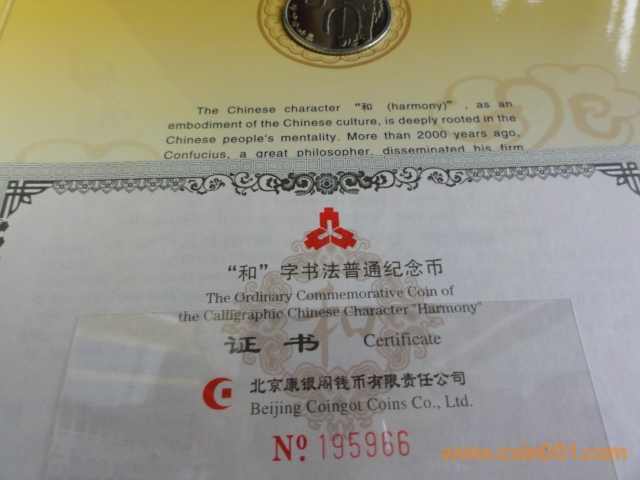 The Chinese character "和 (harmony)" , as an
embodiment of the Chinese culture, is deeply rooted in the
Chinese people's mentality. More than 2000 years ago,
Confucius, a great philosopher, disseminated his firm
"和"字书法普通纪念币
The Ordinary Commemorative Coin of
the Calligraphic Chinese Character "Harmony"
和
证书 Certificate
北京康银阁钱币有限责任公司
Beijing Coingot Coins Co., Ltd.
Nº 195966
www.coin001.com